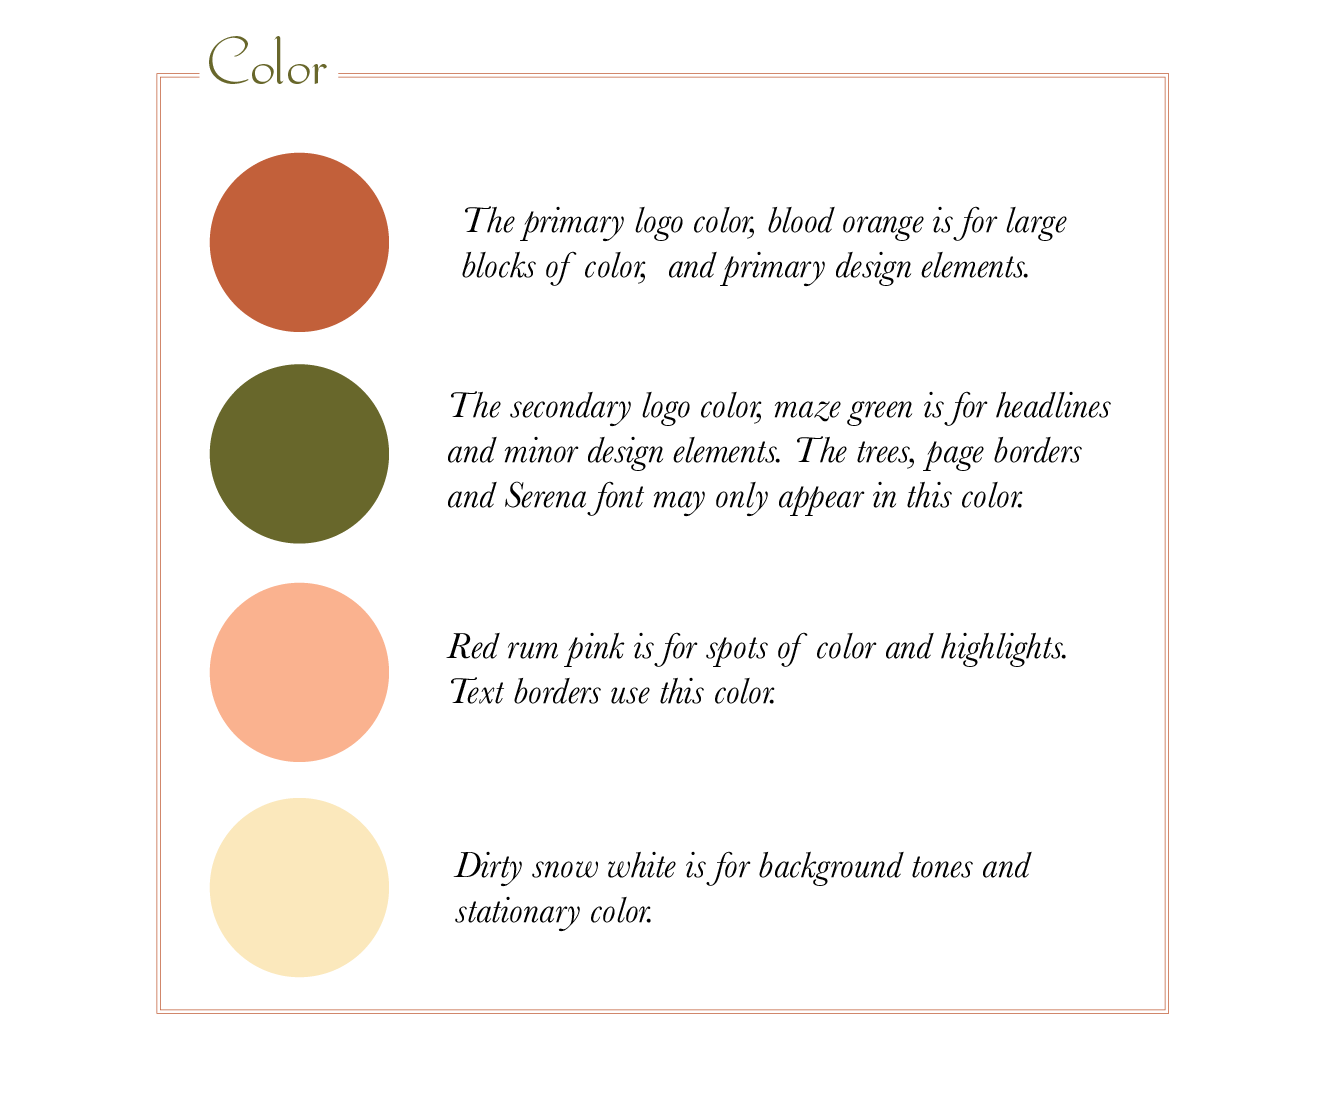 Color
The primary logo color, blood orange is for large
blocks of color, and primary design elements.
The secondary logo color, maze green is for headlines
and minor design elements. The trees, page borders
and Serena font may only appear in this color.
Red rum pink is for spots of color and highlights.
Text borders use this color.
Dirty snow white is for background tones and
stationary color.